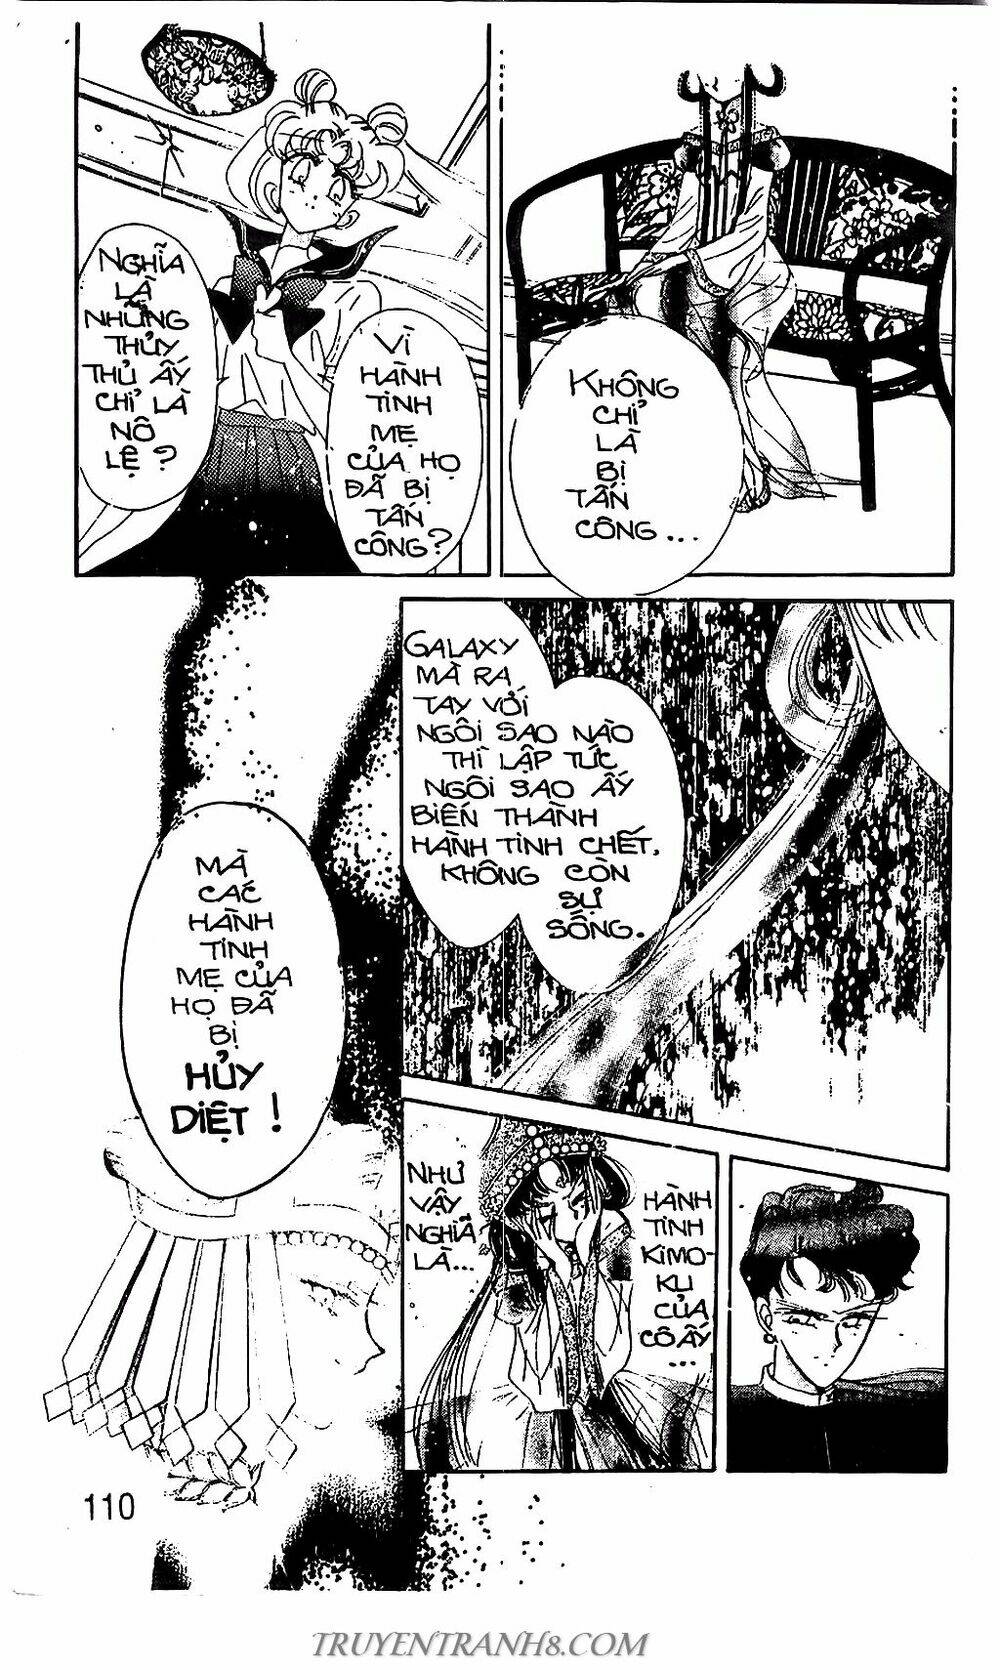 NGHĨA
LÀ
NHỮNG
THỦY
THỦ ẤY
CHỈ LÀ
NÔ
LỆ ?
VÌ
HÀNH
TINH
MẸ
CỦA HỌ
ĐÃ BỊ
TẤN
CÔNG?
KHÔNG
CHỈ
LÀ
BỊ
TẤN
CÔNG...
GALAXY
MÀ RA
TAY VỚI
NGÔI SAO NÀO
THÌ LẬP TỨC
NGÔI SAO ẤY
BIẾN THÀNH
HÀNH TINH CHẾT.
KHÔNG CÒN
SỰ
SỐNG.
MÀ
CÁC
HÀNH
TINH
MẸ CỦA
HỌ ĐÃ
BỊ
HỦY
DIỆT !
NHƯ
VẬY
NGHĨA
LÀ...
HÀNH
TINH
KIMO-
KU
CỦA
CÔ ẤY
...
110
TRUYENTRANH8.COM